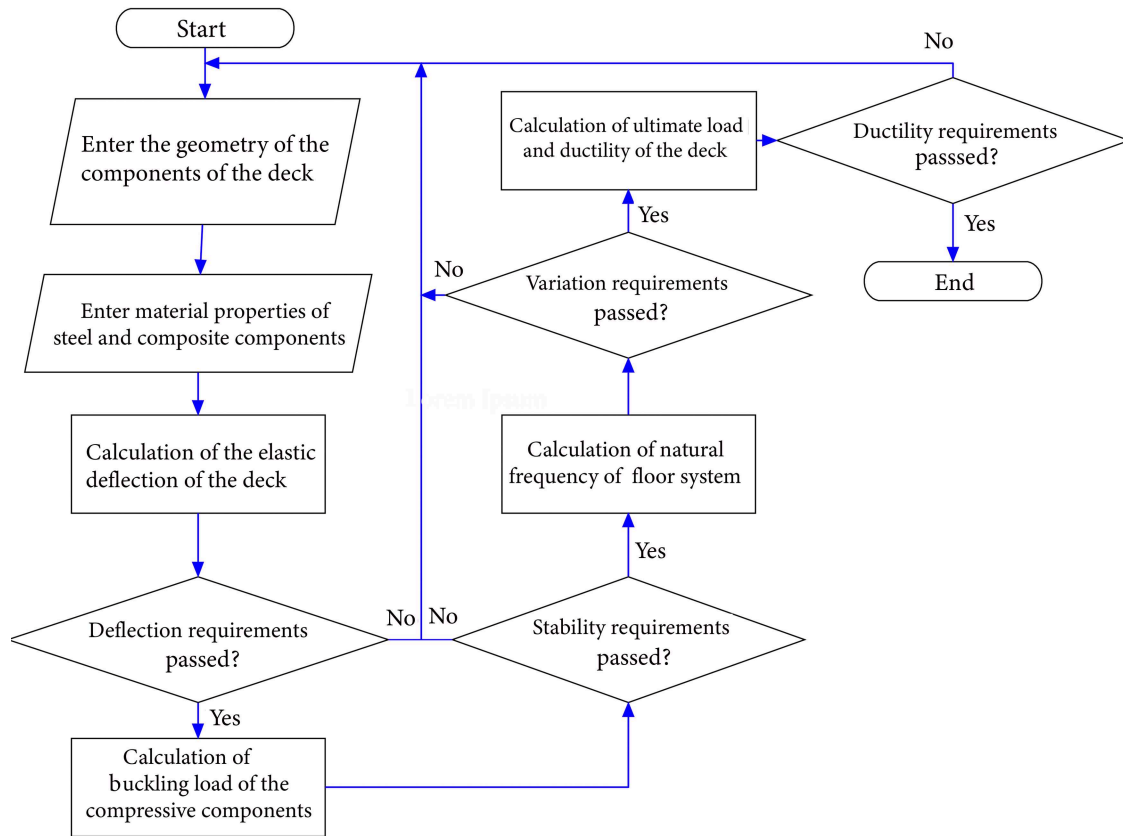 Start
Enter the geometry of the
components of the deck
Enter material properties of
steel and composite components
Calculation of the elastic
deflection of the deck
Deflection requirements
passed?
No
Yes
Calculation of
buckling load of the
compressive components
Stability requirements
passed?
No
Yes
Calculation of natural
frequency of floor system
Variation requirements
passed?
No
Yes
Calculation of ultimate load
and ductility of the deck
Ductility requirements
passsed?
No
Yes
End
Lorem Ipsum